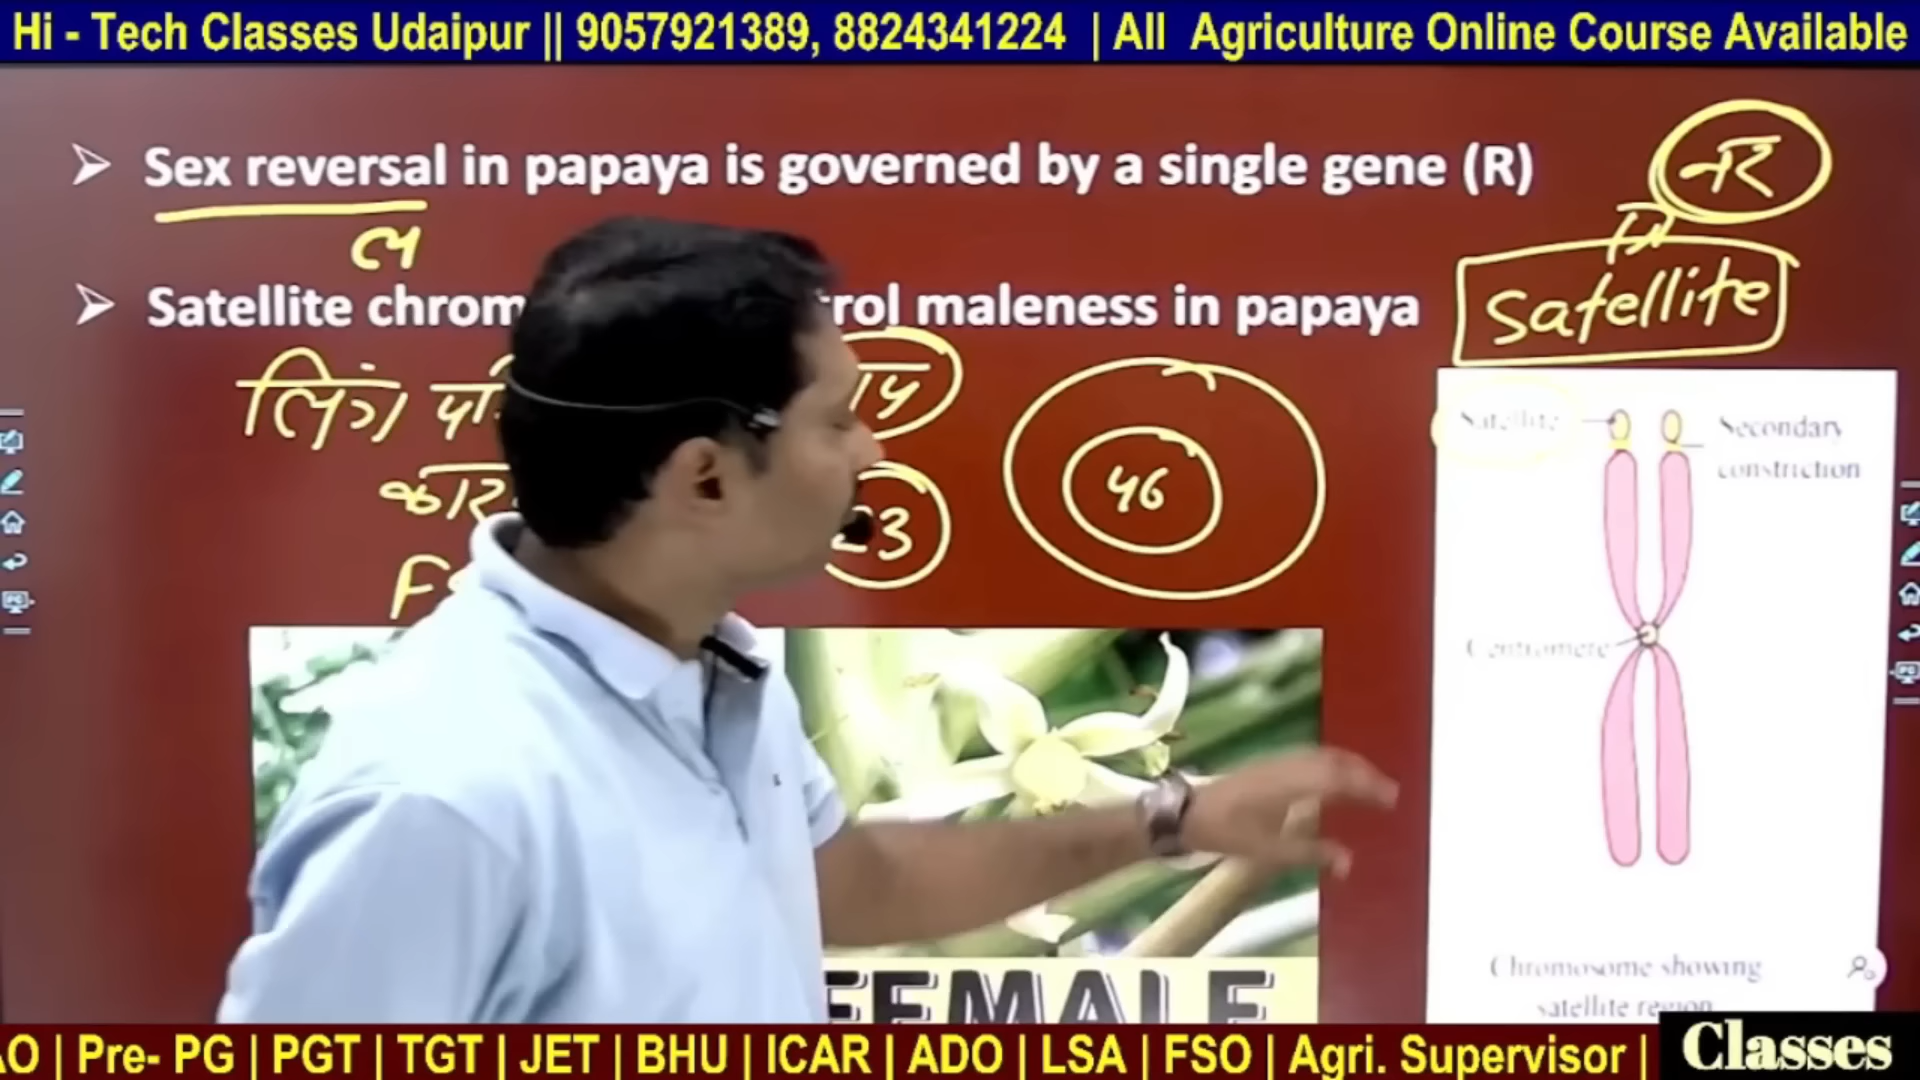 Hi - Tech Classes Udaipur || 9057921389, 8824341224 | All Agriculture Online Course Available
➢ Sex reversal in papaya is governed by a single gene (R)
नर
ल
➢ Satellite chrom trol maleness in papaya
Satellite
लिंग
46
Satellite
Secondary
constriction
Centromere
FEMALE
Chromosome showing
satellite region
AO | Pre- PG | PGT | TGT | JET | BHU | ICAR | ADO | LSA | FSO | Agri. Supervisor |
Classes